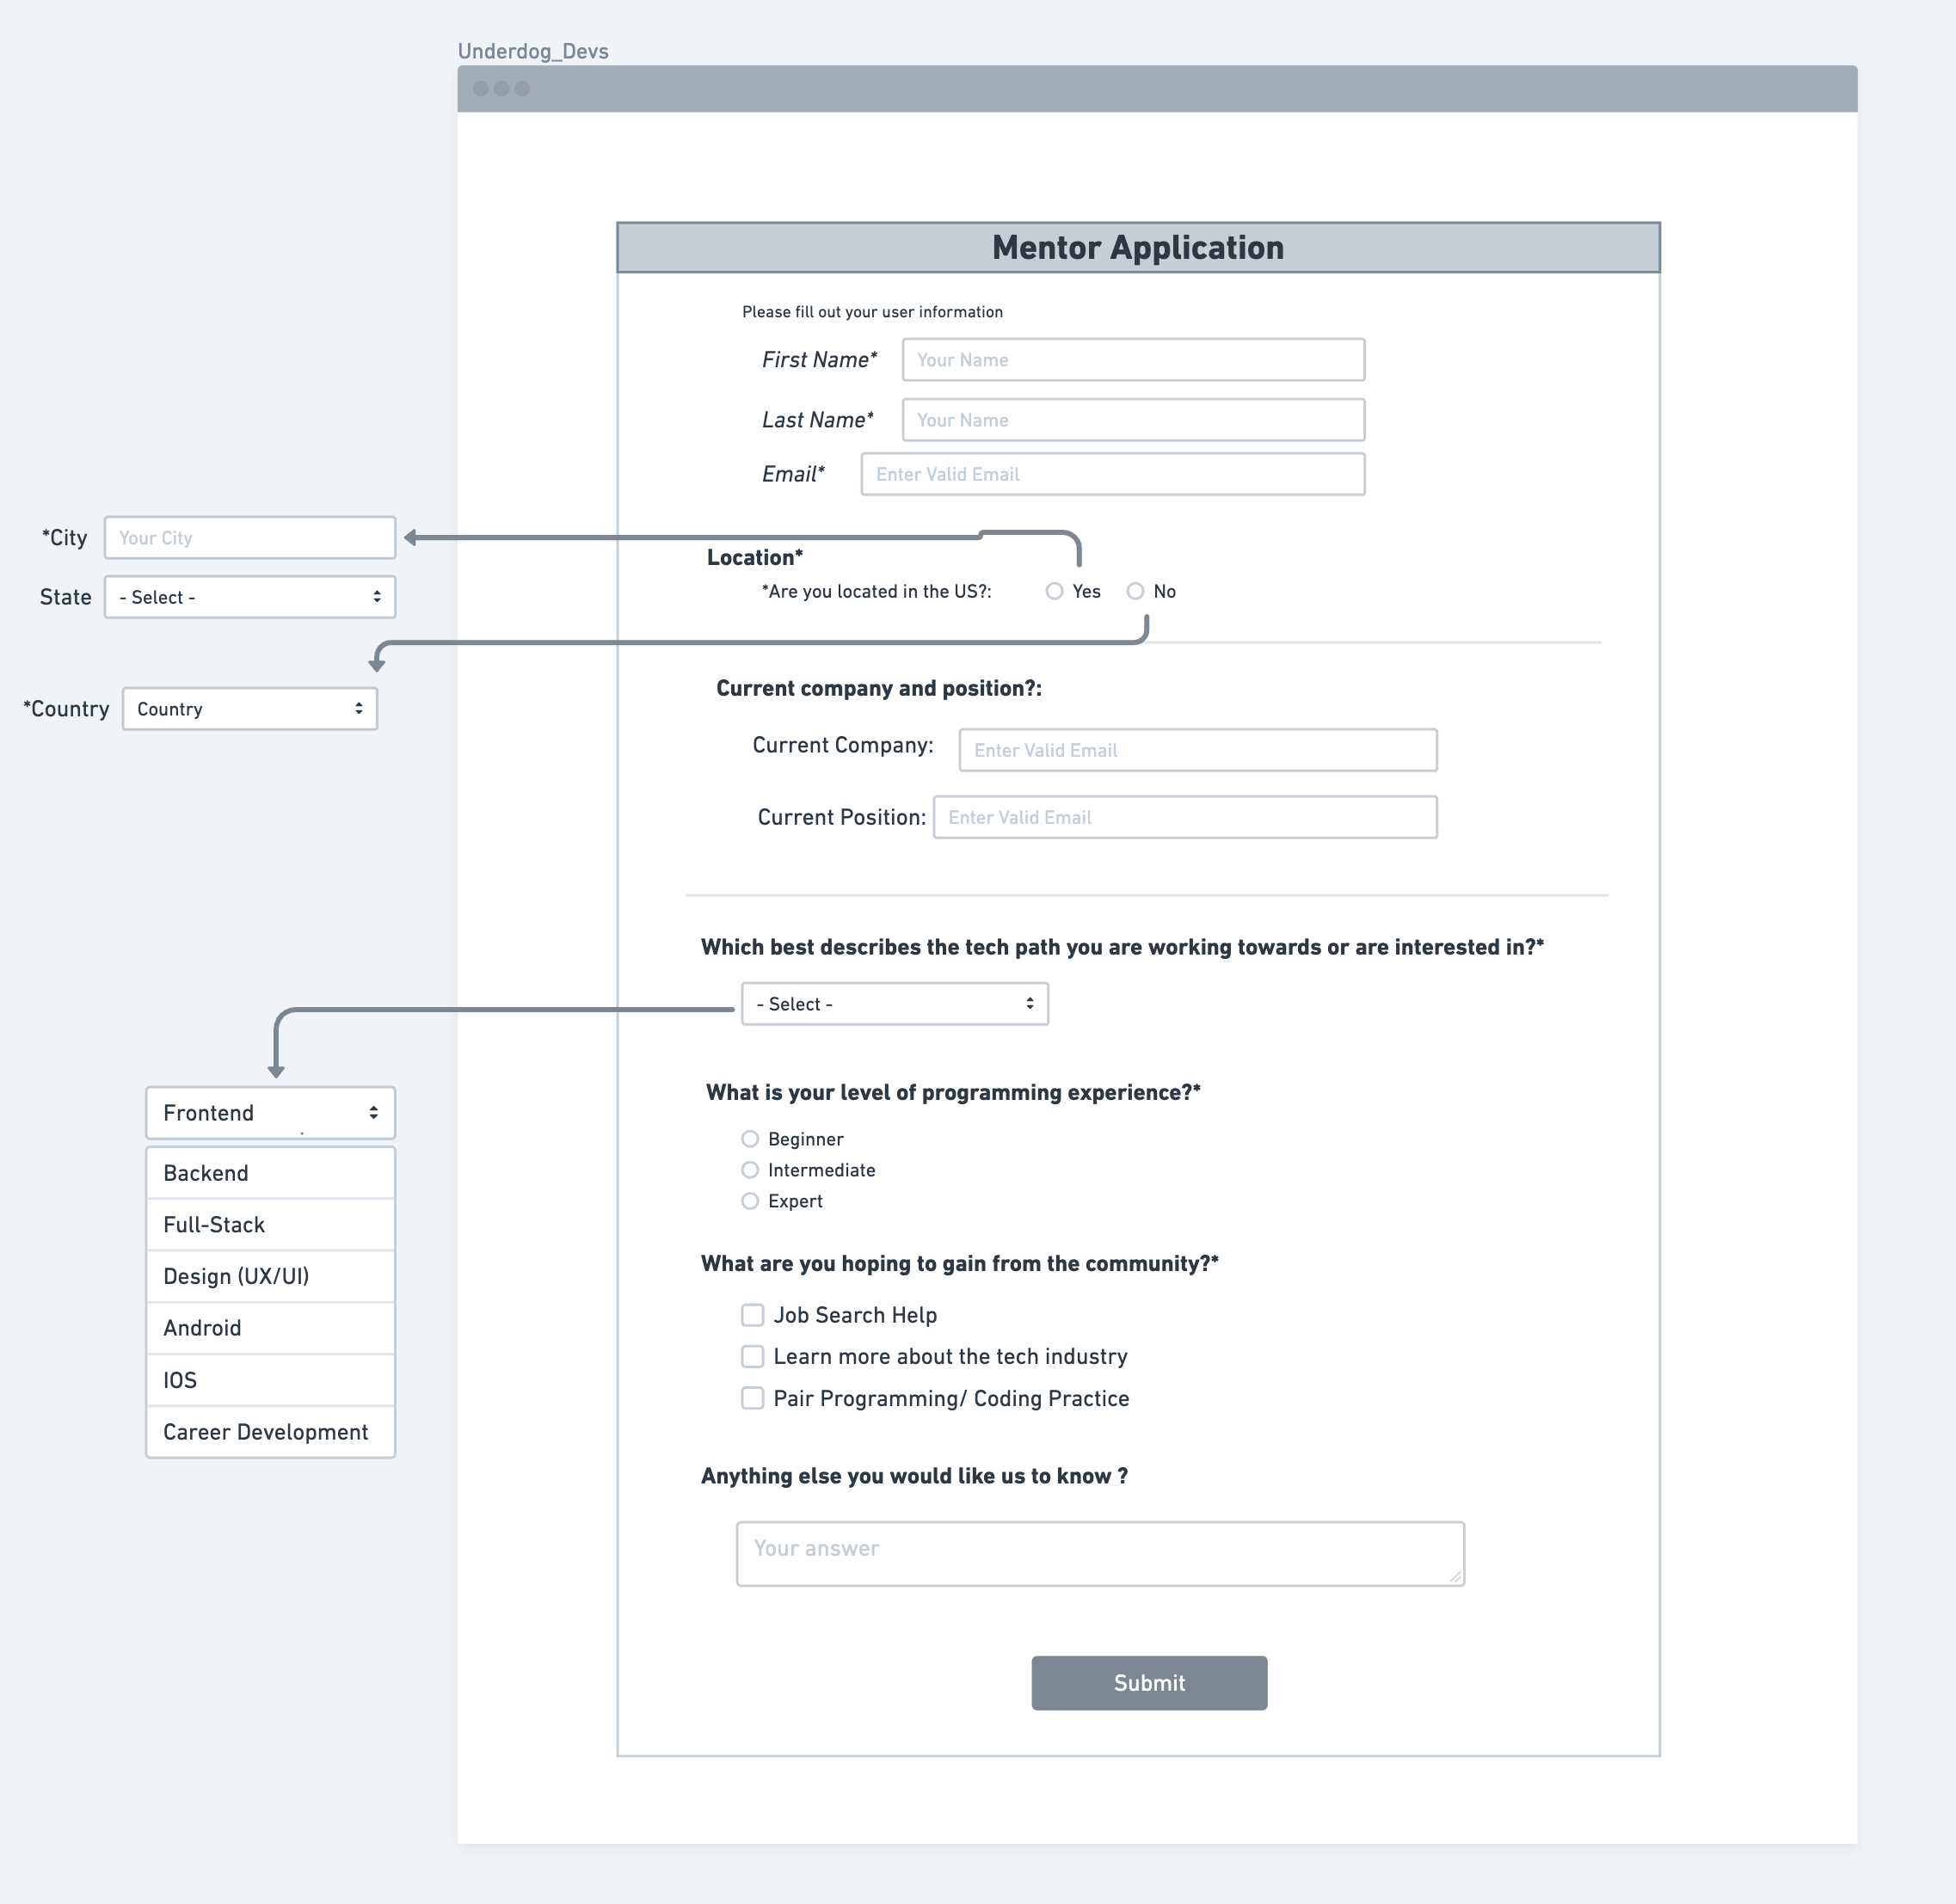 Underdog_Devs
Mentor Application
Please fill out your user information
First Name* Your Name
Last Name* Your Name
Email* Enter Valid Email
*City Your City
State - Select -
*Country Country
Location*
*Are you located in the US?: Yes No
Current company and position?:
Current Company: Enter Valid Email
Current Position: Enter Valid Email
Which best describes the tech path you are working towards or are interested in?*
- Select -
Frontend
Backend
Full-Stack
Design (UX/UI)
Android
IOS
Career Development
What is your level of programming experience?*
Beginner
Intermediate
Expert
What are you hoping to gain from the community?*
Job Search Help
Learn more about the tech industry
Pair Programming/ Coding Practice
Anything else you would like us to know ?
Your answer
Submit